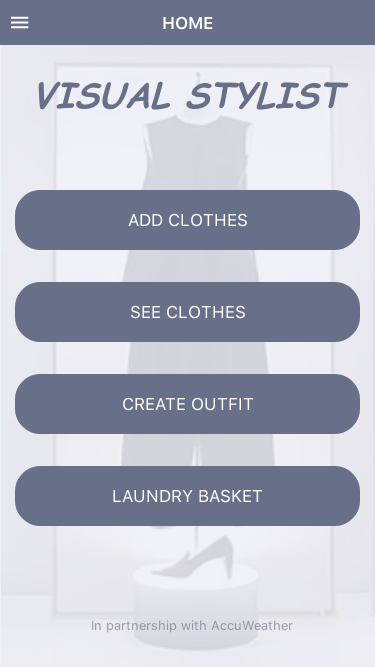 HOME
VISUAL STYLIST
ADD CLOTHES
SEE CLOTHES
CREATE OUTFIT
LAUNDRY BASKET
In partnership with AccuWeather